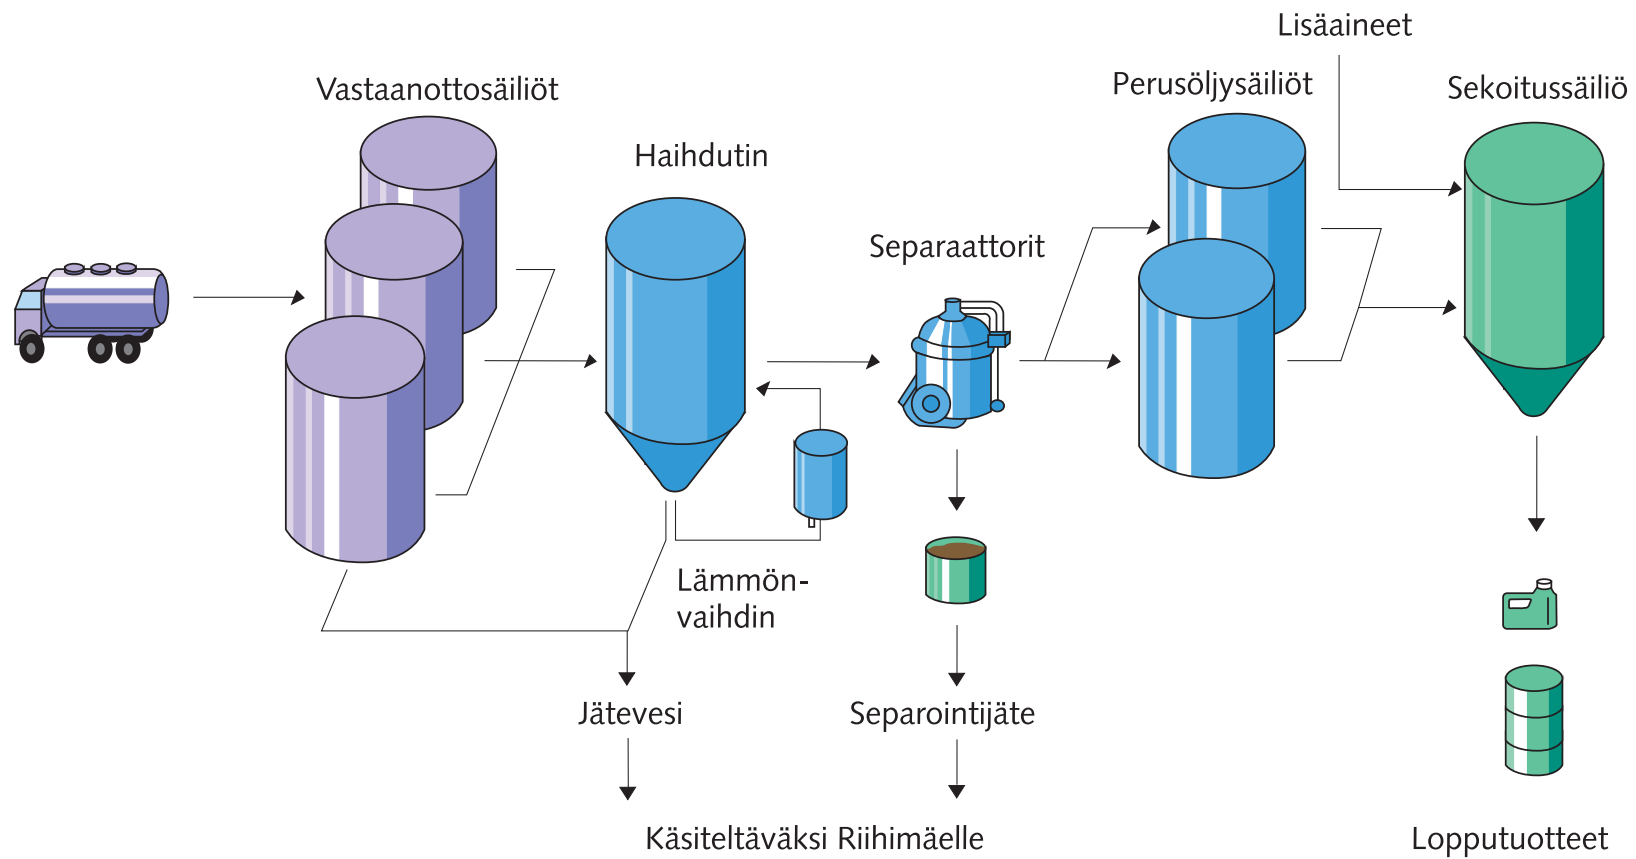 Lisäaineet
Vastaanottosäiliöt
Perusöljysäiliöt
Sekoitussäiliö
Haihdutin
Separaattorit
Lämmön-
vaihdin
Jätevesi
Separointijäte
Käsiteltäväksi Riihimäelle
Lopputuotteet